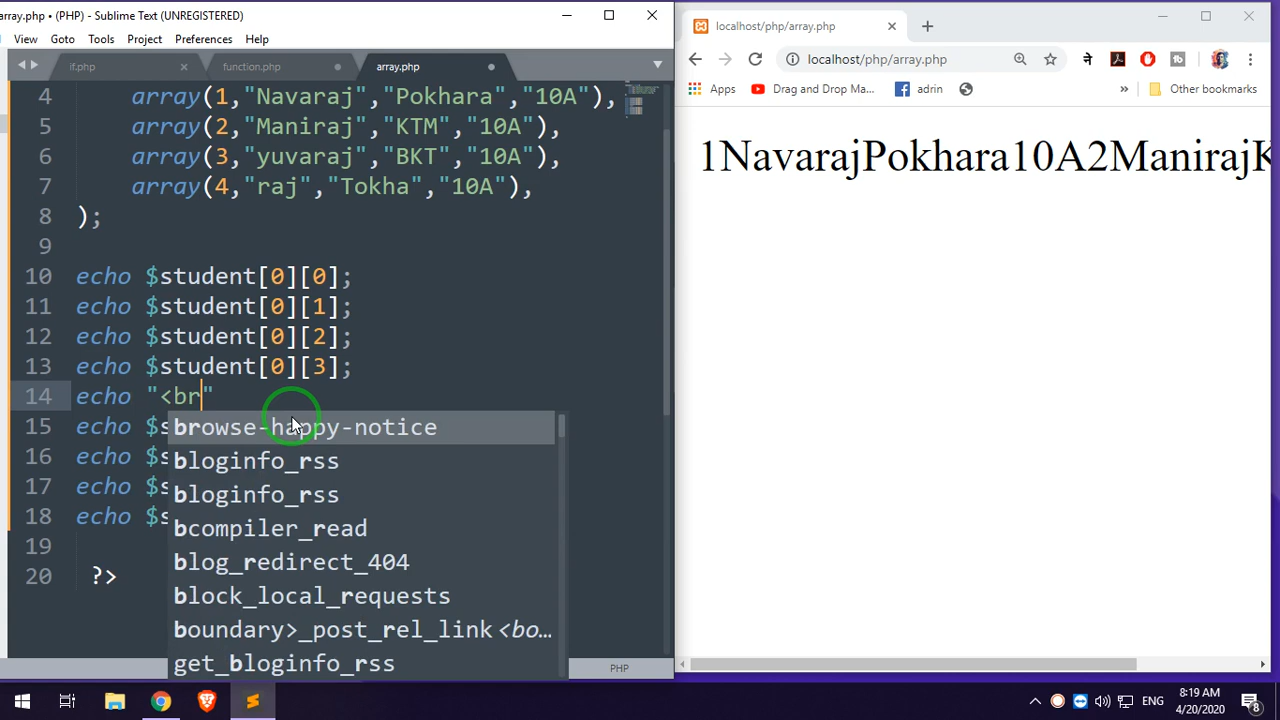 array.php • (PHP) - Sublime Text (UNREGISTERED)
View Goto Tools Project Preferences Help
if.php
function.php
array.php
4 array(1,"Navaraj","Pokhara","10A"),
5 array(2,"Maniraj","KTM","10A"),
6 array(3,"yuvaraj","BKT","10A"),
7 array(4,"raj","Tokha","10A"),
8 );
9
10 echo $student[0][0];
11 echo $student[0][1];
12 echo $student[0][2];
13 echo $student[0][3];
14 echo "<br"
15 echo $s
16 echo $s
17 echo $s
18 echo $s
19
20 ?>
browse-happy-notice
bloginfo_rss
bloginfo_rss
bcompiler_read
blog_redirect_404
block_local_requests
boundary>_post_rel_link <bo…
get_bloginfo_rss
PHP
localhost/php/array.php
localhost/php/array.php
Apps Drag and Drop Ma... adrin » Other bookmarks
1NavarajPokhara10A2ManirajK
ने
ENG
8:19 AM
4/20/2020
8